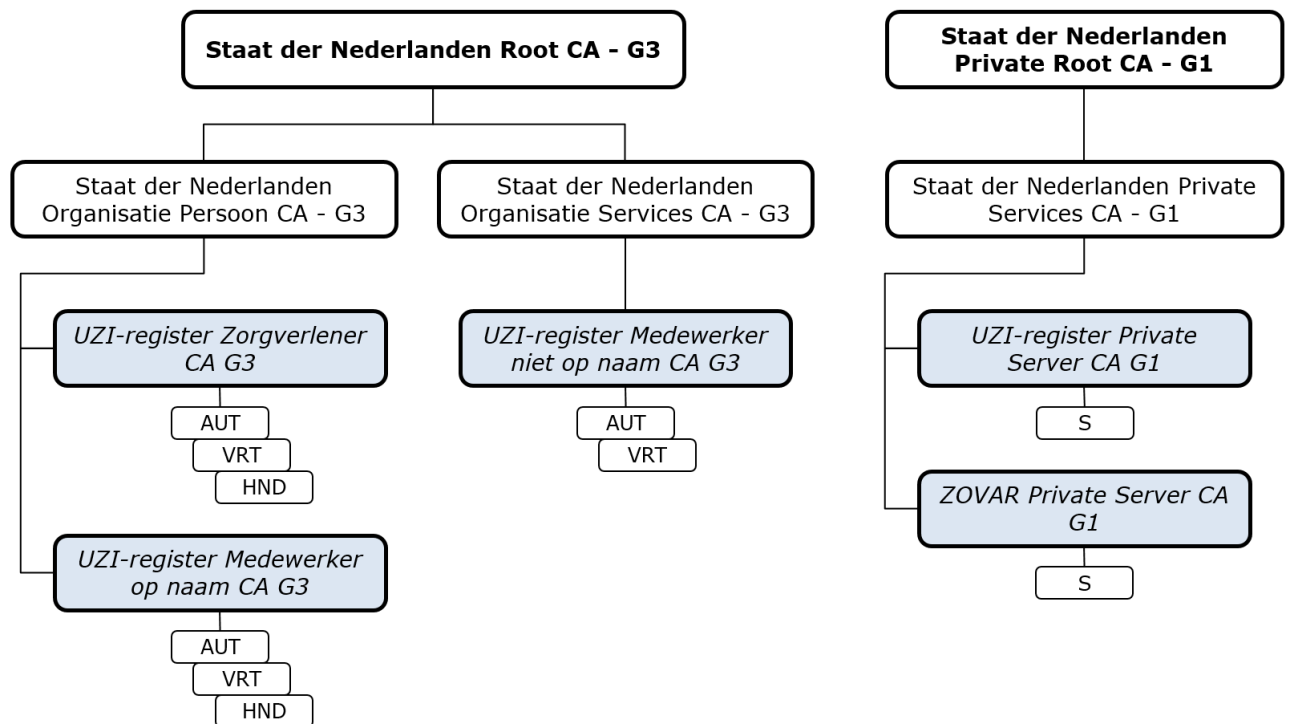 Staat der Nederlanden Root CA - G3
Staat der Nederlanden
Private Root CA - G1
Staat der Nederlanden
Organisatie Persoon CA - G3
Staat der Nederlanden
Organisatie Services CA - G3
Staat der Nederlanden Private
Services CA - G1
UZI-register Zorgverlener
CA G3
AUT
VRT
HND
UZI-register Medewerker
op naam CA G3
AUT
VRT
HND
UZI-register Medewerker
niet op naam CA G3
AUT
VRT
UZI-register Private
Server CA G1
S
ZOVAR Private Server CA
G1
S